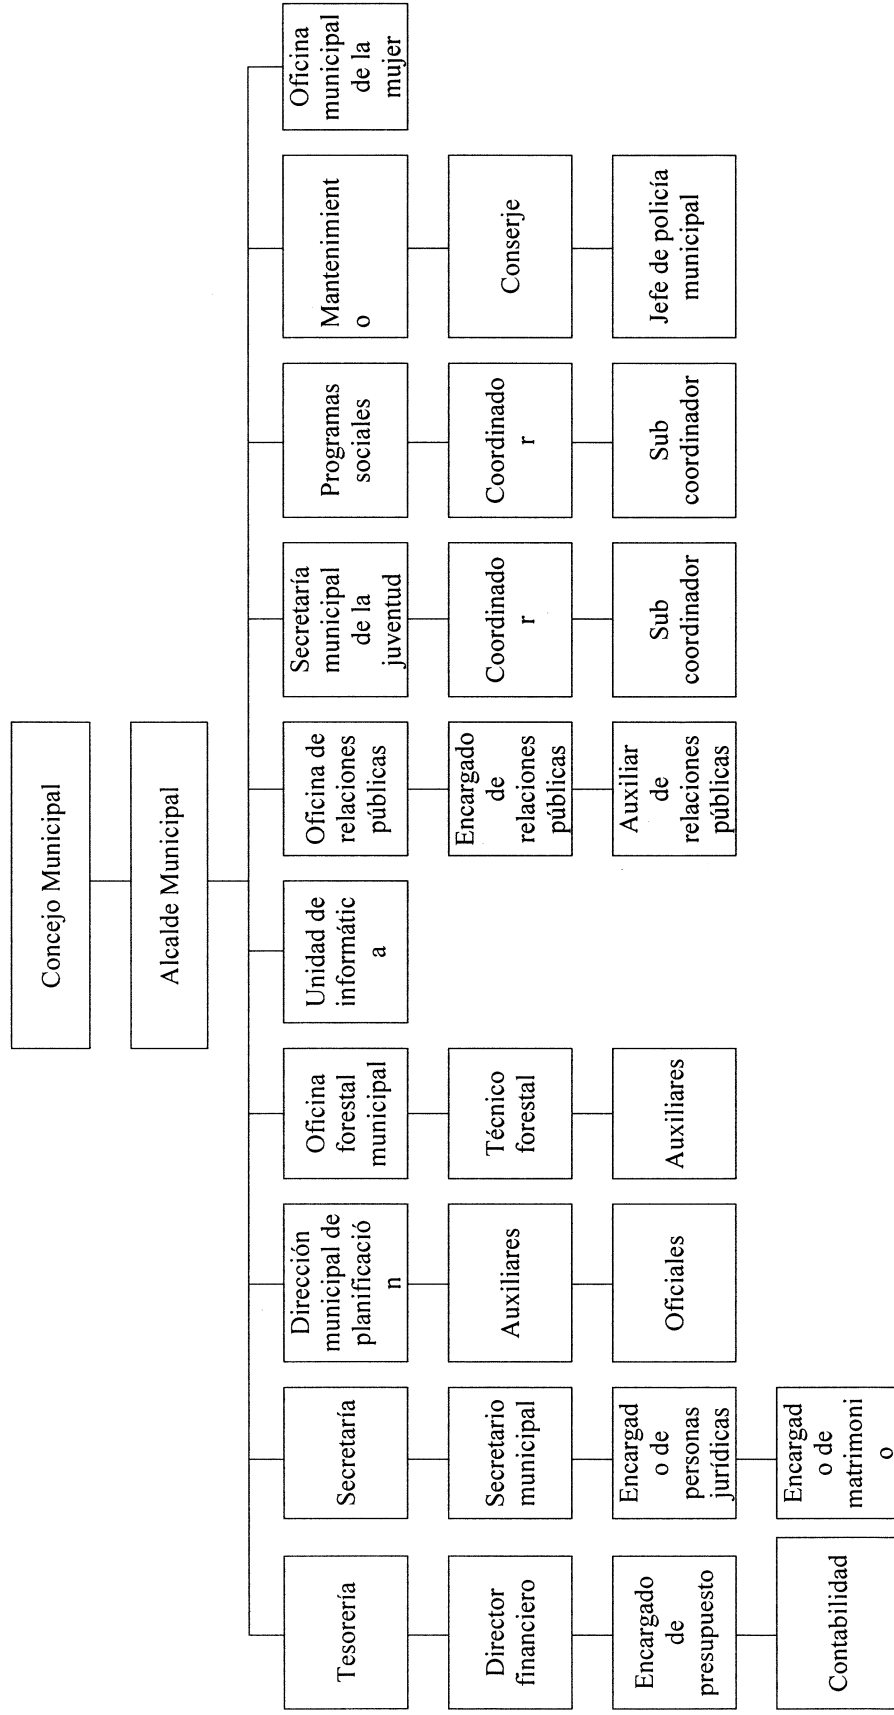 Concejo Municipal
Alcalde Municipal
Tesorería
Director
financiero
Encargado
de
presupuesto
Contabilidad
Secretaría
Secretario
municipal
Encargad
o de
personas
jurídicas
Encargad
o de
matrimoni
o
Dirección
municipal de
planificació
n
Auxiliares
Oficiales
Oficina
forestal
municipal
Técnico
forestal
Auxiliares
Unidad de
informátic
a
Oficina de
relaciones
públicas
Encargado
de
relaciones
públicas
Auxiliar
de
relaciones
públicas
Secretaría
municipal
de la
juventud
Coordinado
r
Sub
coordinador
Programas
sociales
Coordinado
r
Sub
coordinador
Mantenimient
o
Conserje
Jefe de policía
municipal
Oficina
municipal
de la
mujer